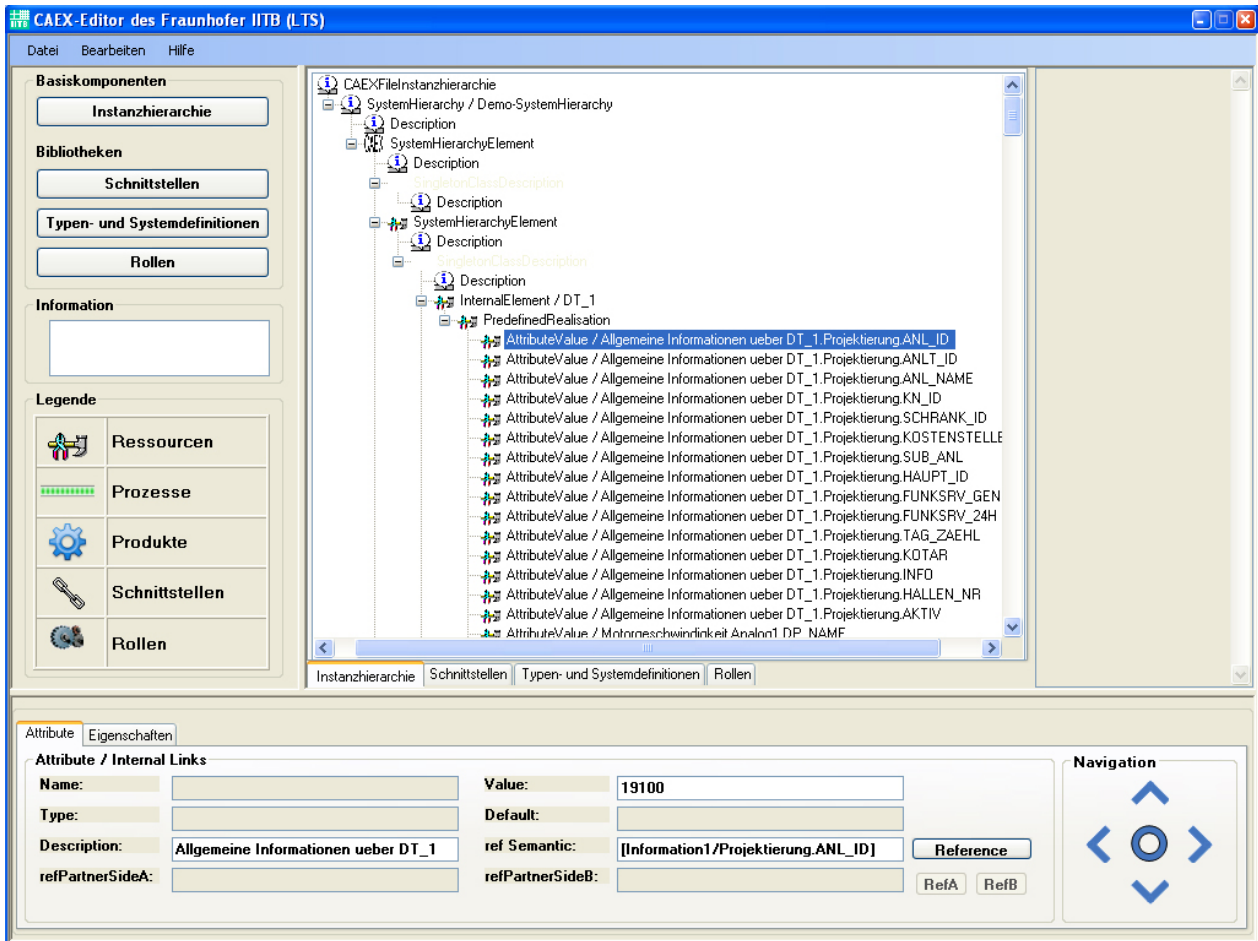 CAEX-Editor des Fraunhofer IITB (LTS)
Datei Bearbeiten Hilfe
Basiskomponenten
Instanzhierarchie
Bibliotheken
Schnittstellen
Typen- und Systemdefinitionen
Rollen
Information
Legende
Ressourcen
Prozesse
Produkte
Schnittstellen
Rollen
CAEXFileInstanzhierarchie
SystemHierarchy / Demo-SystemHierarchy
Description
SystemHierarchyElement
Description
SingletonClassDescription
Description
SystemHierarchyElement
Description
SingletonClassDescription
Description
InternalElement / DT_1
PredefinedRealisation
AttributeValue / Allgemeine Informationen ueber DT_1.Projektierung.ANL_ID
AttributeValue / Allgemeine Informationen ueber DT_1.Projektierung.ANLT_ID
AttributeValue / Allgemeine Informationen ueber DT_1.Projektierung.ANL_NAME
AttributeValue / Allgemeine Informationen ueber DT_1.Projektierung.KN_ID
AttributeValue / Allgemeine Informationen ueber DT_1.Projektierung.SCHRANK_ID
AttributeValue / Allgemeine Informationen ueber DT_1.Projektierung.KOSTENSTELLE
AttributeValue / Allgemeine Informationen ueber DT_1.Projektierung.SUB_ANL
AttributeValue / Allgemeine Informationen ueber DT_1.Projektierung.HAUPT_ID
AttributeValue / Allgemeine Informationen ueber DT_1.Projektierung.FUNKSRV_GEN
AttributeValue / Allgemeine Informationen ueber DT_1.Projektierung.FUNKSRV_24H
AttributeValue / Allgemeine Informationen ueber DT_1.Projektierung.TAG_ZAEHL
AttributeValue / Allgemeine Informationen ueber DT_1.Projektierung.KOTAR
AttributeValue / Allgemeine Informationen ueber DT_1.Projektierung.INFO
AttributeValue / Allgemeine Informationen ueber DT_1.Projektierung.HALLEN_NR
AttributeValue / Allgemeine Informationen ueber DT_1.Projektierung.AKTIV
AttributeValue / Motorgeschwindigkeit Analog1.DP_NAME
Instanzhierarchie Schnittstellen Typen- und Systemdefinitionen Rollen
Attribute Eigenschaften
Attribute / Internal Links
Name: Value: 19100
Type: Default:
Description: Allgemeine Informationen ueber DT_1 ref Semantic: [Information1/Projektierung.ANL_ID] Reference
refPartnerSideA: refPartnerSideB: RefA RefB
Navigation